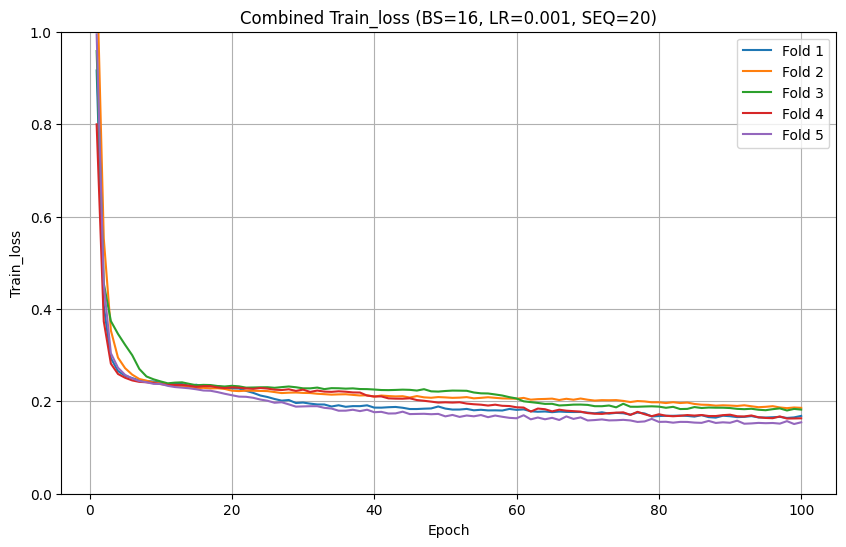 Combined Train_loss (BS=16, LR=0.001, SEQ=20)
Fold 1
Fold 2
Fold 3
Fold 4
Fold 5
Train_loss
1.0
0.8
0.6
0.4
0.2
0.0
0 20 40 60 80 100
Epoch